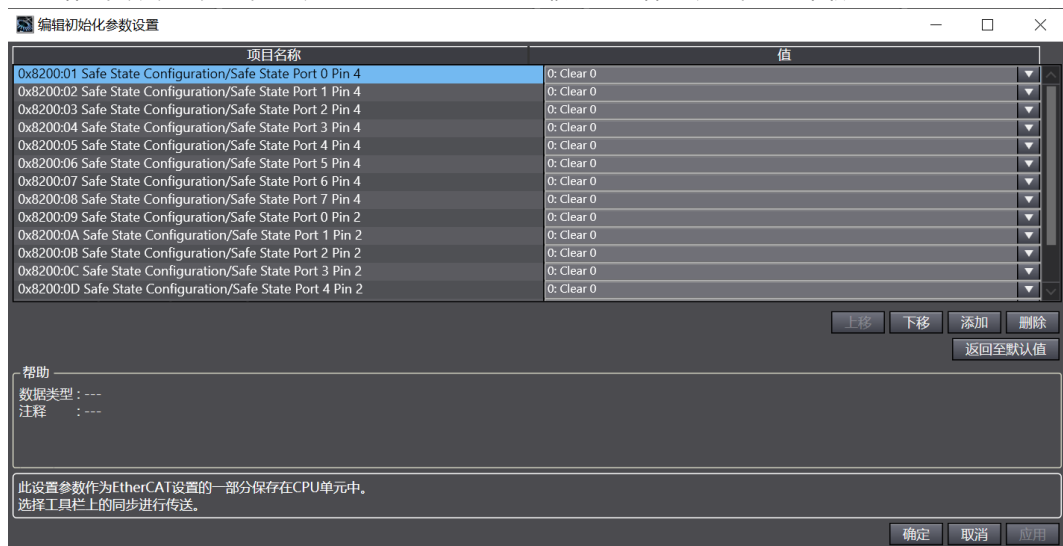 编辑初始化参数设置
项目名称 值
0x8200:01 Safe State Configuration/Safe State Port 0 Pin 4 0: Clear 0
0x8200:02 Safe State Configuration/Safe State Port 1 Pin 4 0: Clear 0
0x8200:03 Safe State Configuration/Safe State Port 2 Pin 4 0: Clear 0
0x8200:04 Safe State Configuration/Safe State Port 3 Pin 4 0: Clear 0
0x8200:05 Safe State Configuration/Safe State Port 4 Pin 4 0: Clear 0
0x8200:06 Safe State Configuration/Safe State Port 5 Pin 4 0: Clear 0
0x8200:07 Safe State Configuration/Safe State Port 6 Pin 4 0: Clear 0
0x8200:08 Safe State Configuration/Safe State Port 7 Pin 4 0: Clear 0
0x8200:09 Safe State Configuration/Safe State Port 0 Pin 2 0: Clear 0
0x8200:0A Safe State Configuration/Safe State Port 1 Pin 2 0: Clear 0
0x8200:0B Safe State Configuration/Safe State Port 2 Pin 2 0: Clear 0
0x8200:0C Safe State Configuration/Safe State Port 3 Pin 2 0: Clear 0
0x8200:0D Safe State Configuration/Safe State Port 4 Pin 2 0: Clear 0
上移 下移 添加 删除
返回至默认值
帮助
数据类型 : ---
注释 : ---
此设置参数作为EtherCAT设置的一部分保存在CPU单元中。
选择工具栏上的同步进行传送。
确定 取消 应用